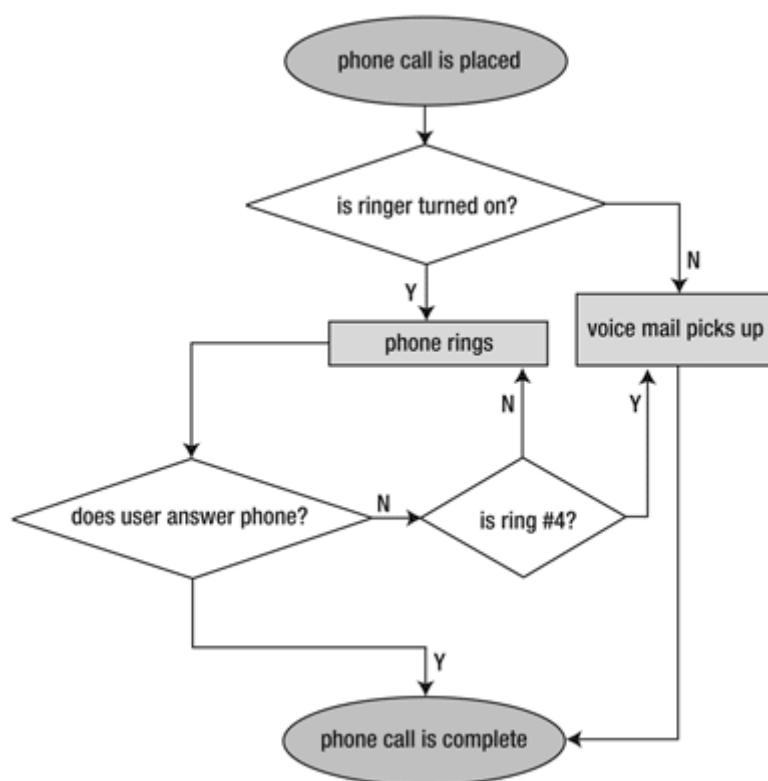 phone call is placed
is ringer turned on?
N
Y
phone rings
voice mail picks up
N
Y
does user answer phone?
N
is ring #4?
Y
phone call is complete